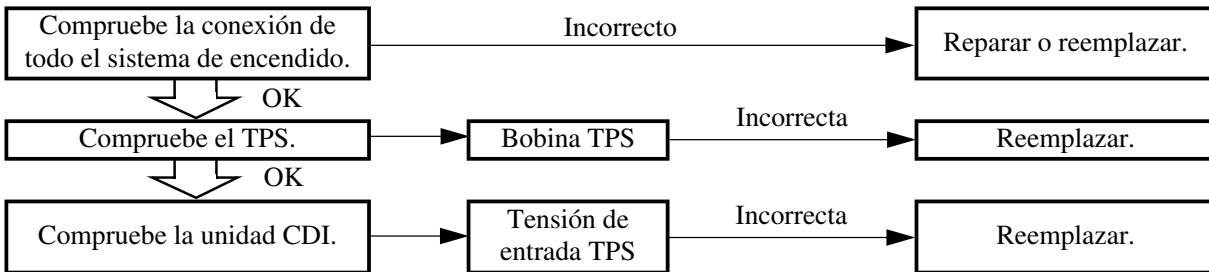 Compruebe la conexión de
todo el sistema de encendido.
Incorrecto
Reparar o reemplazar.
OK
Compruebe el TPS.
Bobina TPS
Incorrecta
Reemplazar.
OK
Compruebe la unidad CDI.
Tensión de
entrada TPS
Incorrecta
Reemplazar.